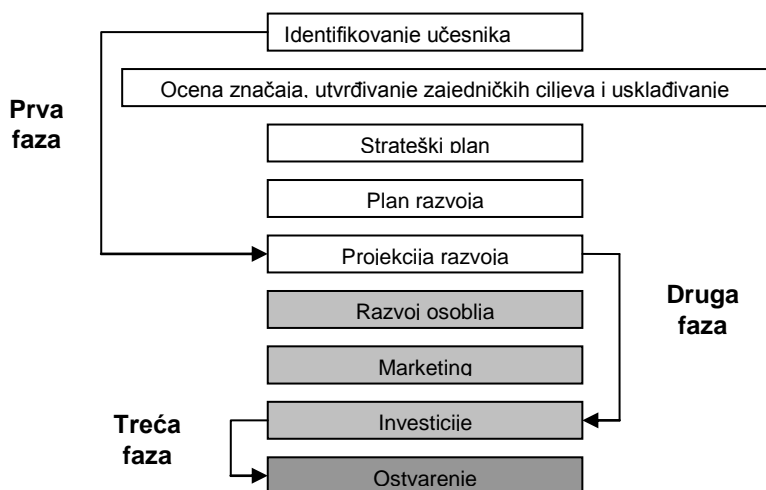 Identifikovanje učesnika
Ocena značaja, utvrđivanje zajedničkih ciljeva i usklađivanje
Prva
faza
Strateški plan
Plan razvoja
Projekcija razvoja
Razvoj osoblja
Druga
faza
Marketing
Treća
faza
Investicije
Ostvarenje